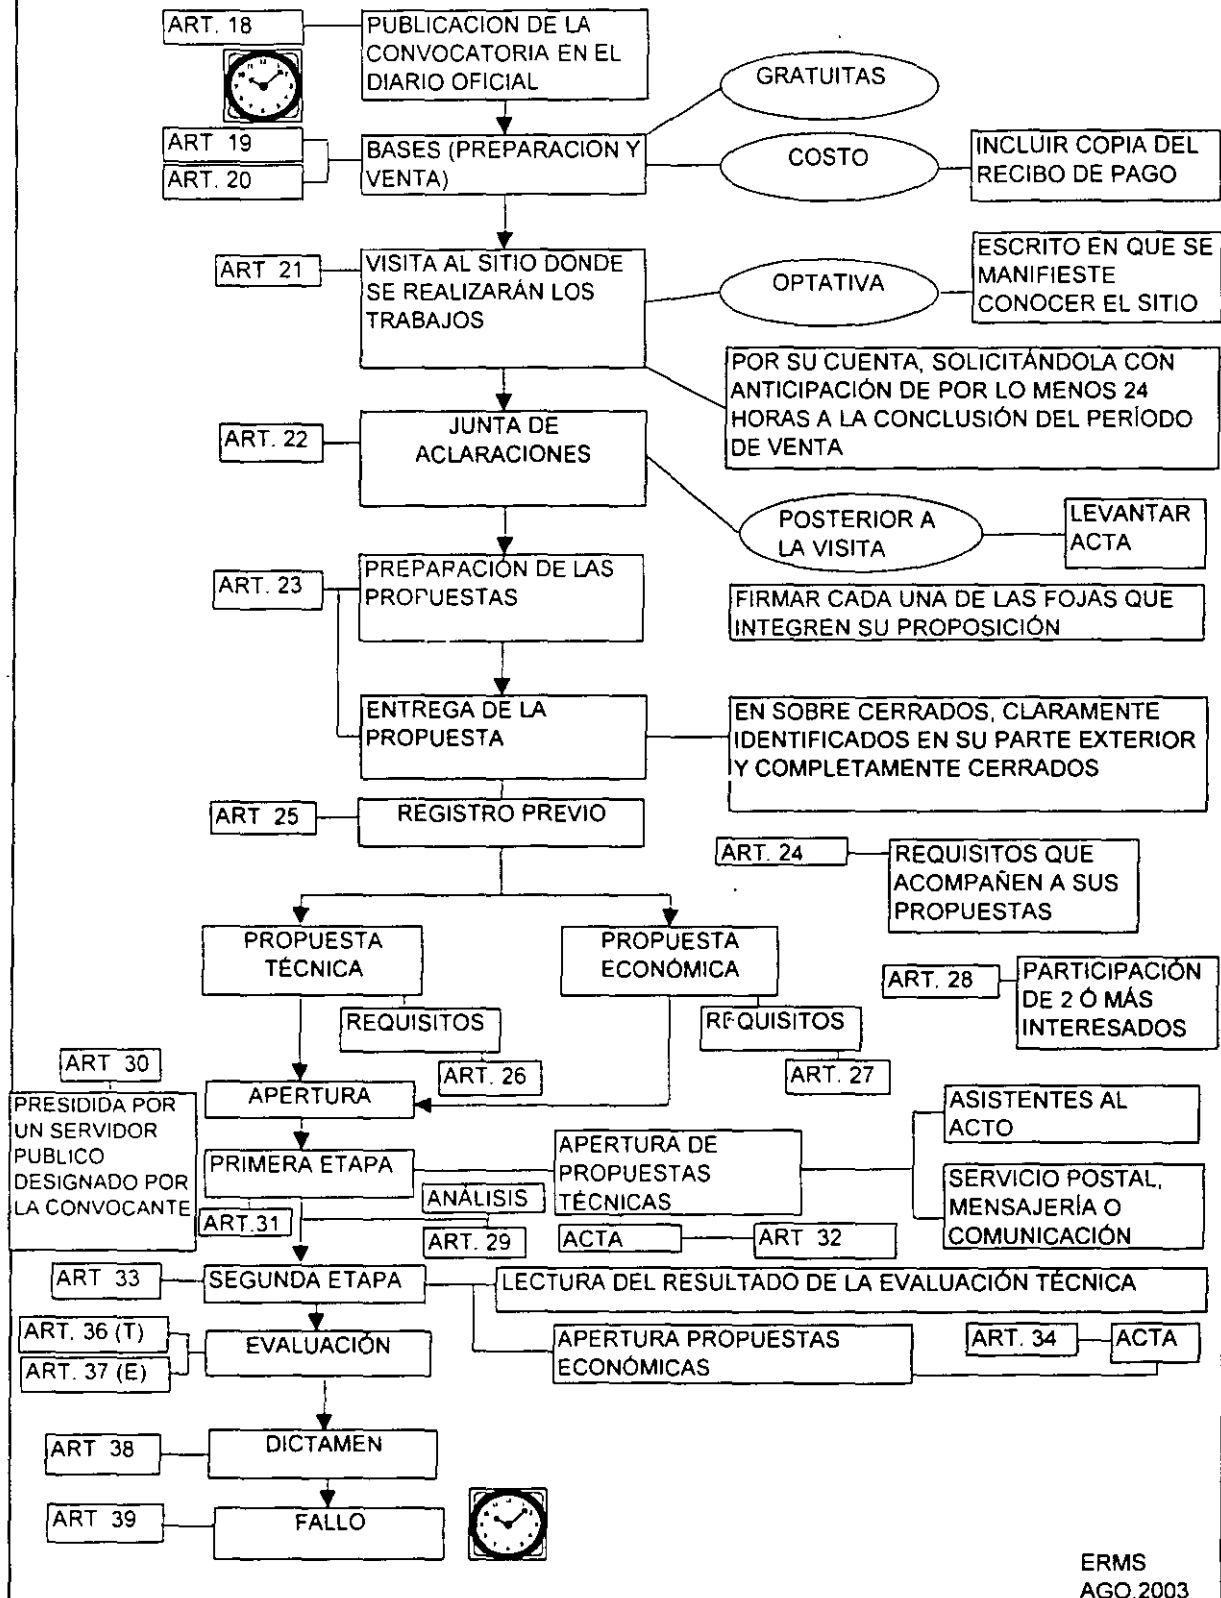 ART. 18
PUBLICACION DE LA
CONVOCATORIA EN EL
DIARIO OFICIAL
GRATUITAS
ART 19
ART. 20
BASES (PREPARACION Y
VENTA)
COSTO
INCLUIR COPIA DEL
RECIBO DE PAGO
ART 21
VISITA AL SITIO DONDE
SE REALIZARÁN LOS
TRABAJOS
OPTATIVA
ESCRITO EN QUE SE
MANIFIESTE
CONOCER EL SITIO
POR SU CUENTA, SOLICITÁNDOLA CON
ANTICIPACIÓN DE POR LO MENOS 24
HORAS A LA CONCLUSIÓN DEL PERÍODO
DE VENTA
ART. 22
JUNTA DE
ACLARACIONES
POSTERIOR A
LA VISITA
LEVANTAR
ACTA
ART. 23
PREPARACIÓN DE LAS
PROPUESTAS
FIRMAR CADA UNA DE LAS FOJAS QUE
INTEGREN SU PROPOSICIÓN
ENTREGA DE LA
PROPUESTA
EN SOBRE CERRADOS, CLARAMENTE
IDENTIFICADOS EN SU PARTE EXTERIOR
Y COMPLETAMENTE CERRADOS
ART 25
REGISTRO PREVIO
ART. 24
REQUISITOS QUE
ACOMPAÑEN A SUS
PROPUESTAS
PROPUESTA
TÉCNICA
PROPUESTA
ECONÓMICA
ART. 28
PARTICIPACIÓN
DE 2 Ó MÁS
INTERESADOS
REQUISITOS
REQUISITOS
ART. 26
ART. 27
ART 30
PRESIDIDA POR
UN SERVIDOR
PUBLICO
DESIGNADO POR
LA CONVOCANTE
APERTURA
PRIMERA ETAPA
APERTURA DE
PROPUESTAS
TÉCNICAS
ASISTENTES AL
ACTO
SERVICIO POSTAL,
MENSAJERÍA O
COMUNICACIÓN
ANÁLISIS
ART.31
ART. 29
ACTA
ART 32
ART 33
SEGUNDA ETAPA
LECTURA DEL RESULTADO DE LA EVALUACIÓN TÉCNICA
ART. 36 (T)
ART. 37 (E)
EVALUACIÓN
APERTURA PROPUESTAS
ECONÓMICAS
ART. 34
ACTA
ART 38
DICTAMEN
ART 39
FALLO
ERMS
AGO.2003